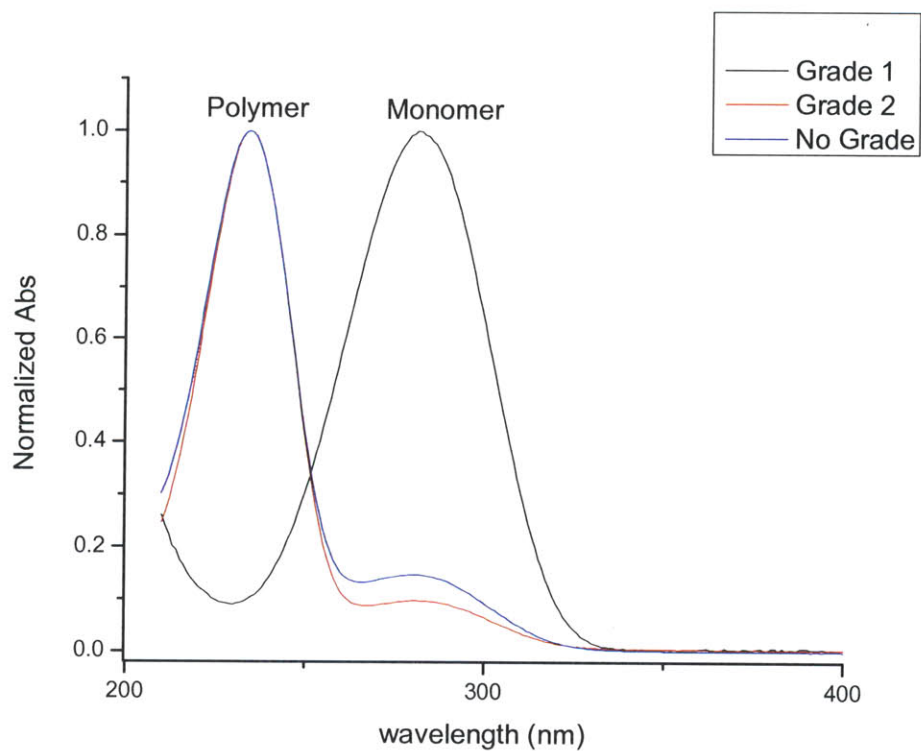 Grade 1
Grade 2
No Grade
Polymer Monomer
1.0
0.8
0.6
0.4
0.2
0.0
Normalized Abs
200 300 400
wavelength (nm)